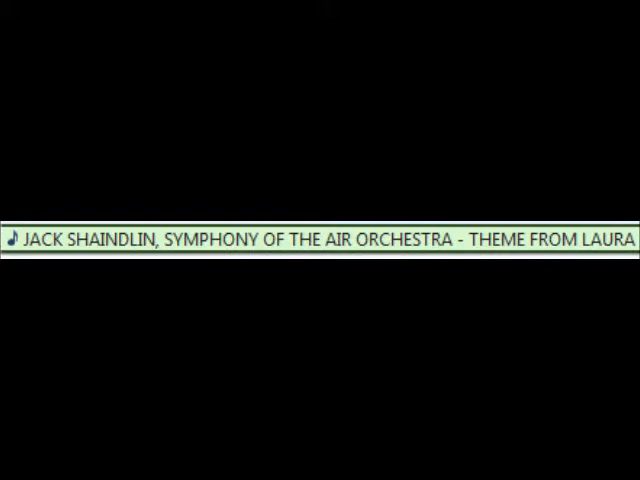 ♪ JACK SHAINDLIN, SYMPHONY OF THE AIR ORCHESTRA - THEME FROM LAURA